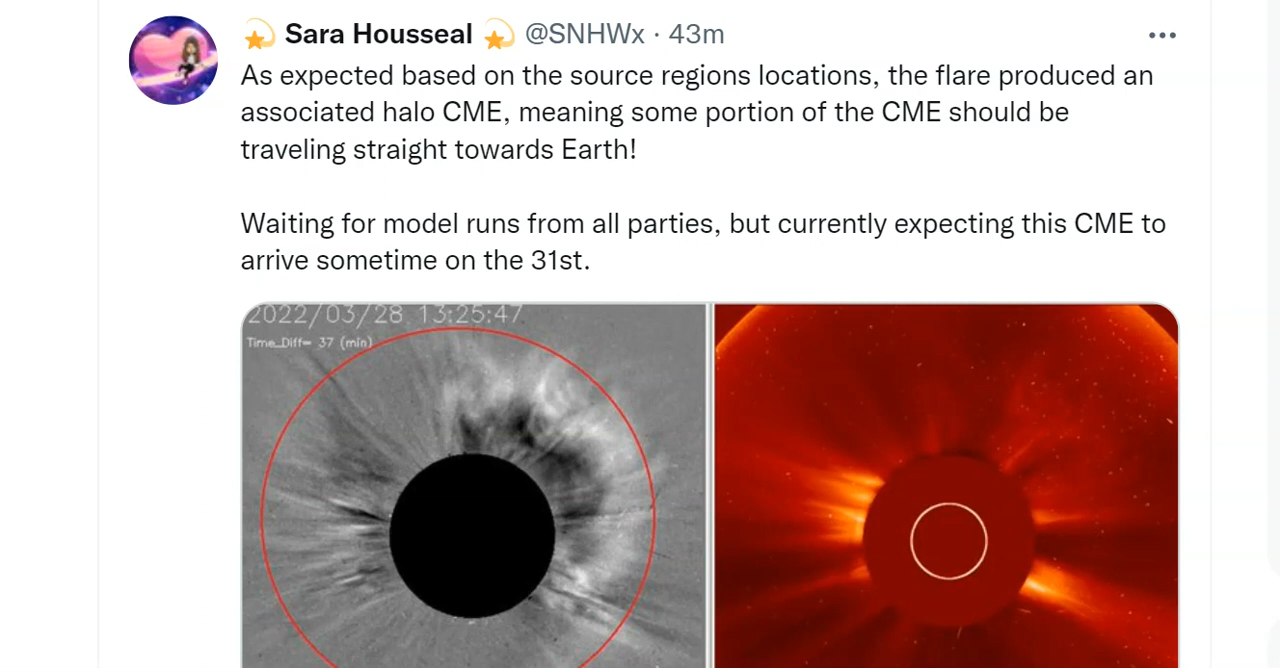 Sara Housseal @SNHWx · 43m
As expected based on the source regions locations, the flare produced an
associated halo CME, meaning some portion of the CME should be
traveling straight towards Earth!
Waiting for model runs from all parties, but currently expecting this CME to
arrive sometime on the 31st.
2022/03/28 13:25:47
Time_Diff= 37 (min)